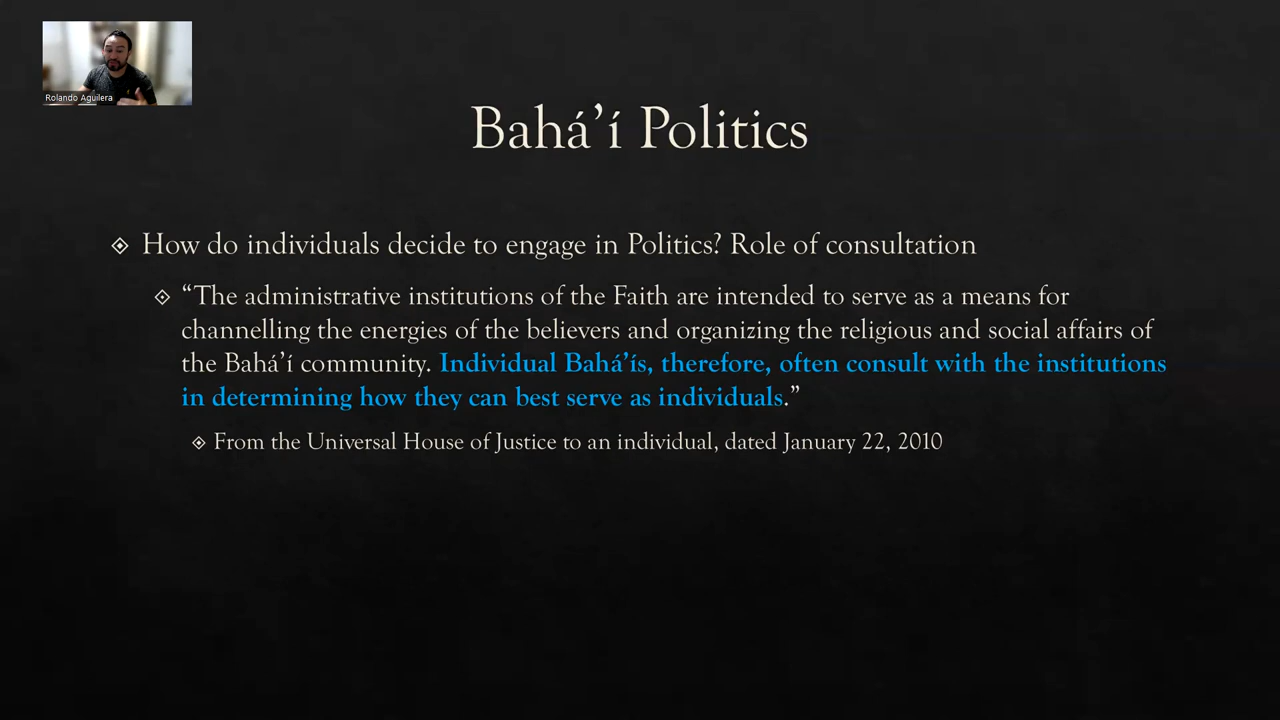 Rolando Aguilera
Bahá’í Politics
How do individuals decide to engage in Politics? Role of consultation
“The administrative institutions of the Faith are intended to serve as a means for
channelling the energies of the believers and organizing the religious and social affairs of
the Bahá’í community. Individual Bahá’ís, therefore, often consult with the institutions
in determining how they can best serve as individuals.”
From the Universal House of Justice to an individual, dated January 22, 2010